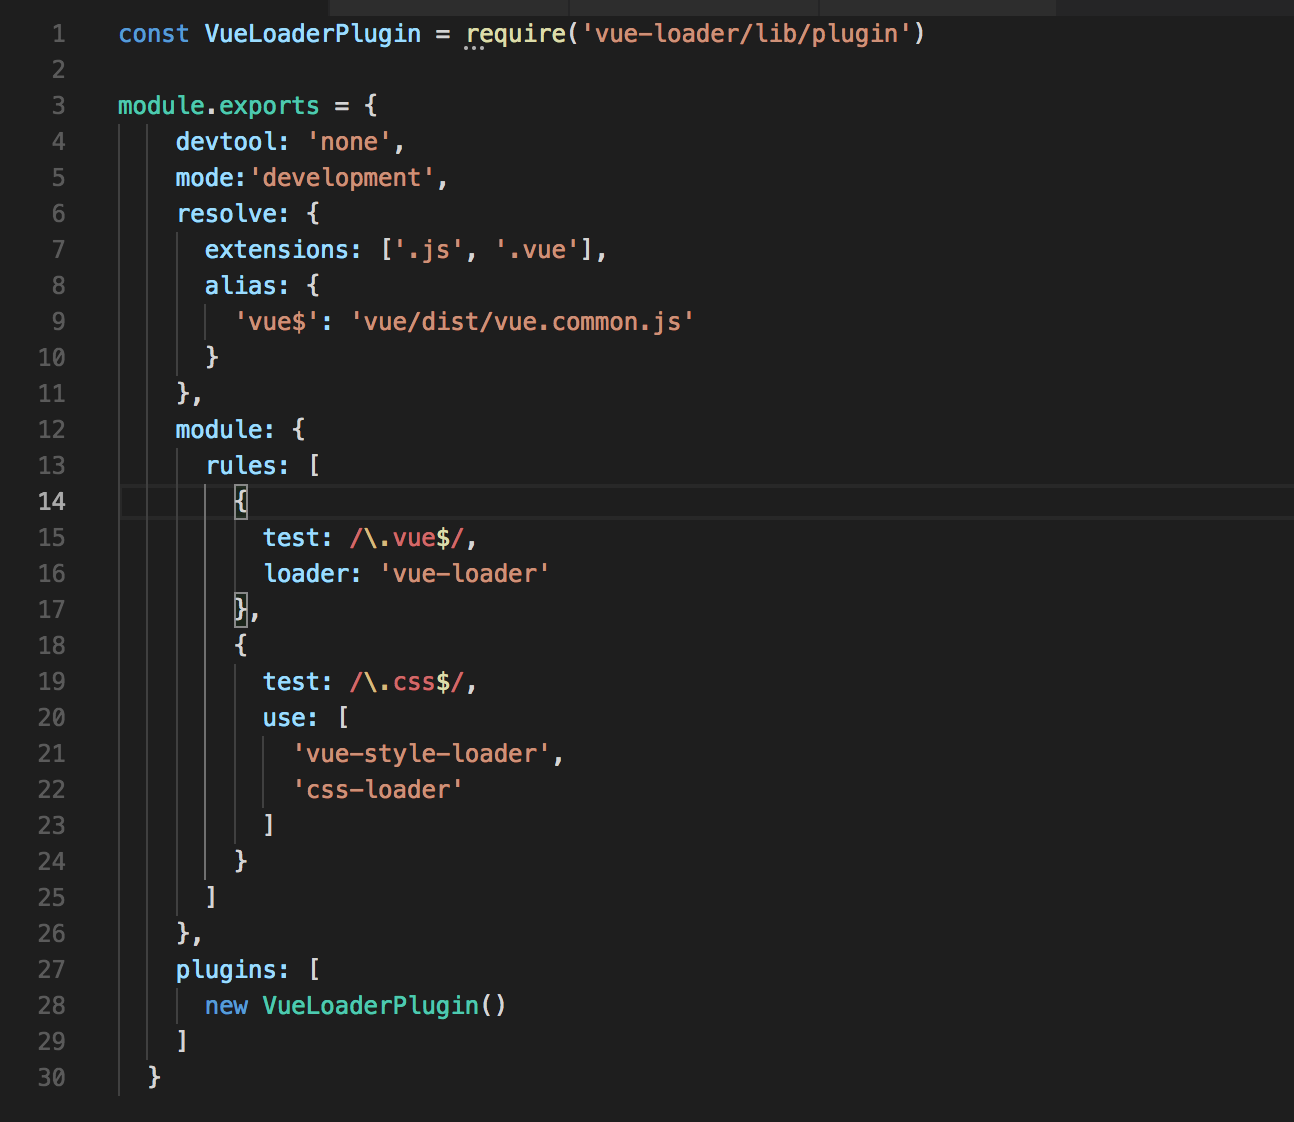 1 const VueLoaderPlugin = require('vue-loader/lib/plugin')
2
3 module.exports = {
4     devtool: 'none',
5     mode:'development',
6     resolve: {
7       extensions: ['.js', '.vue'],
8       alias: {
9         'vue$': 'vue/dist/vue.common.js'
10       }
11     },
12     module: {
13       rules: [
14         {
15           test: /\.vue$/,
16           loader: 'vue-loader'
17         },
18         {
19           test: /\.css$/,
20           use: [
21             'vue-style-loader',
22             'css-loader'
23           ]
24         }
25       ]
26     },
27     plugins: [
28       new VueLoaderPlugin()
29     ]
30   }